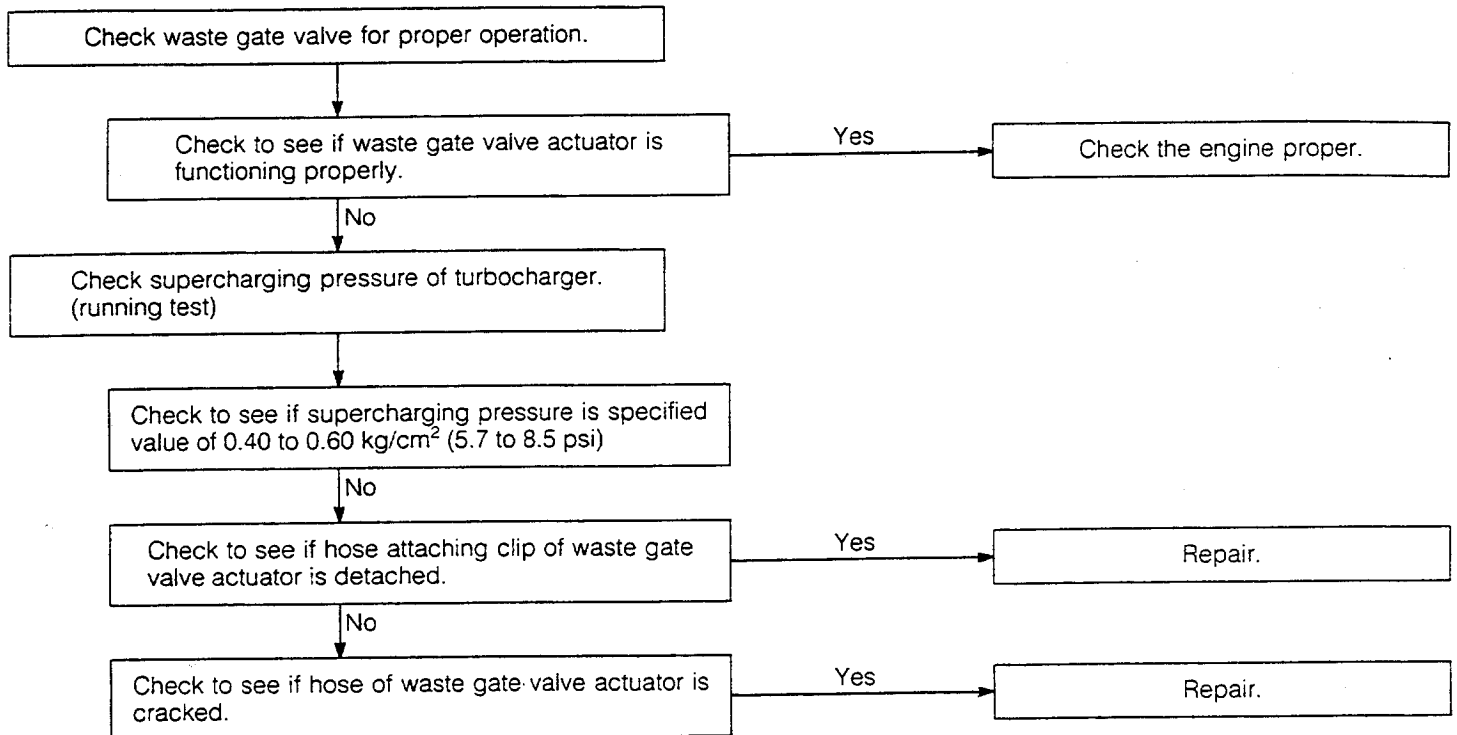 Check waste gate valve for proper operation.
Check to see if waste gate valve actuator is
functioning properly.
Yes
Check the engine proper.
No
Check supercharging pressure of turbocharger.
(running test)
Check to see if supercharging pressure is specified
value of 0.40 to 0.60 kg/cm² (5.7 to 8.5 psi)
No
Check to see if hose attaching clip of waste gate
valve actuator is detached.
Yes
Repair.
No
Check to see if hose of waste gate valve actuator is
cracked.
Yes
Repair.